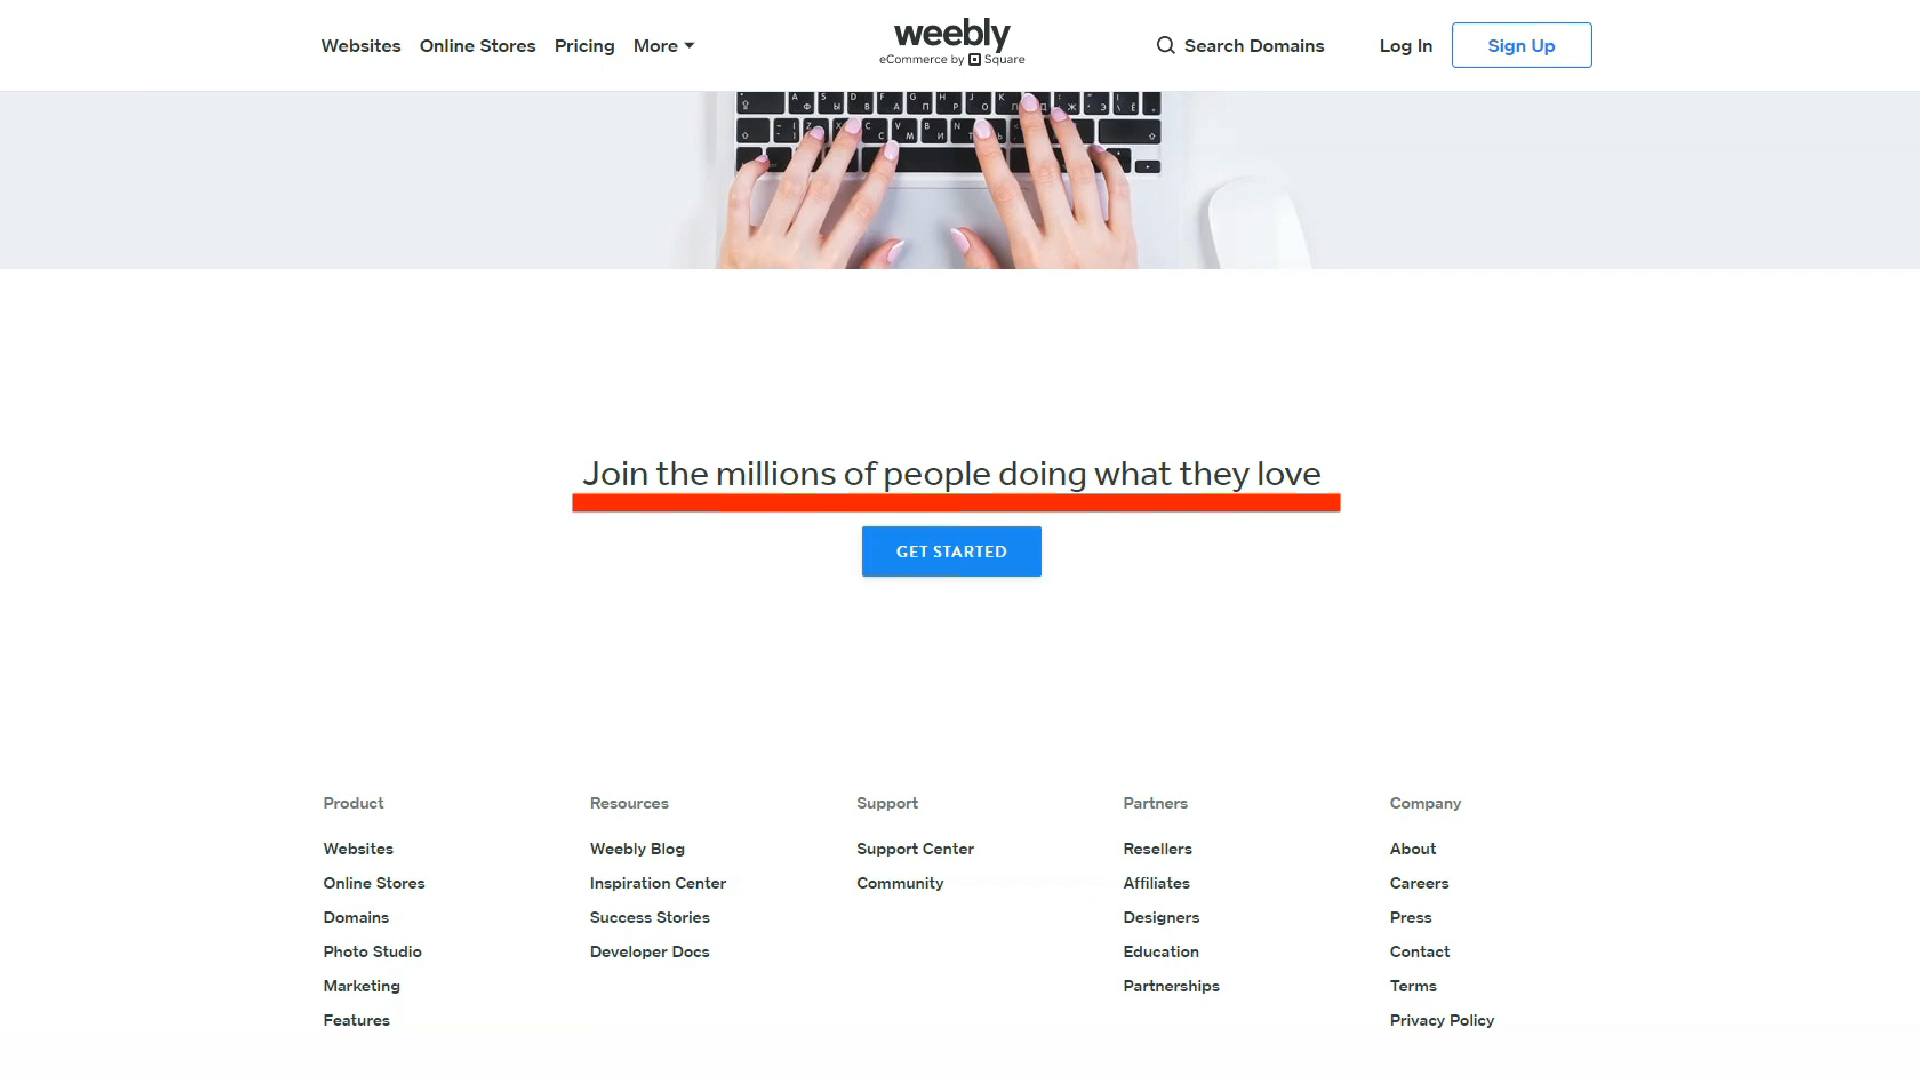 Websites Online Stores Pricing More
weebly
eCommerce by Square
Search Domains
Log In
Sign Up
Join the millions of people doing what they love
GET STARTED
Product
Websites
Online Stores
Domains
Photo Studio
Marketing
Features
Resources
Weebly Blog
Inspiration Center
Success Stories
Developer Docs
Support
Support Center
Community
Partners
Resellers
Affiliates
Designers
Education
Partnerships
Company
About
Careers
Press
Contact
Terms
Privacy Policy